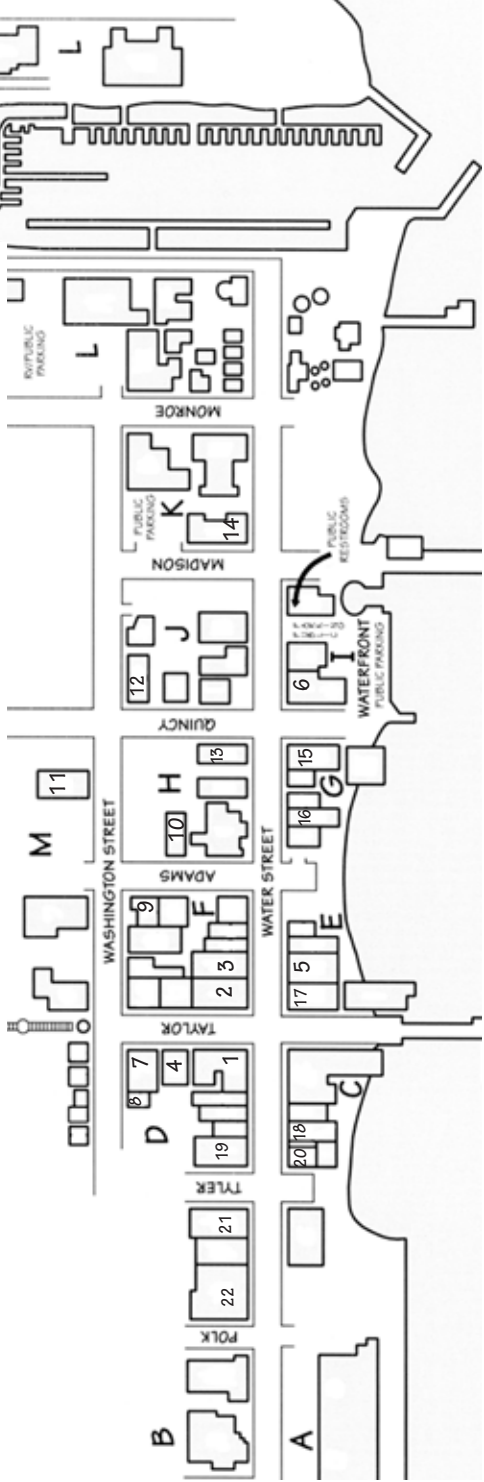 L
L
RV/PUBLIC
PARKING
L
MONROE
PUBLIC
PARKING
K
14
MADISON
PUBLIC
RESTROOMS
J
12
I
6
WATERFRONT
PUBLIC PARKING
QUINCY
13
H
10
11
M
15
G
16
WASHINGTON STREET
WATER STREET
ADAMS
9
F
3
2
E
5
17
TAYLOR
7
8
4
1
D
19
C
18
20
TYLER
21
22
POLK
B
A